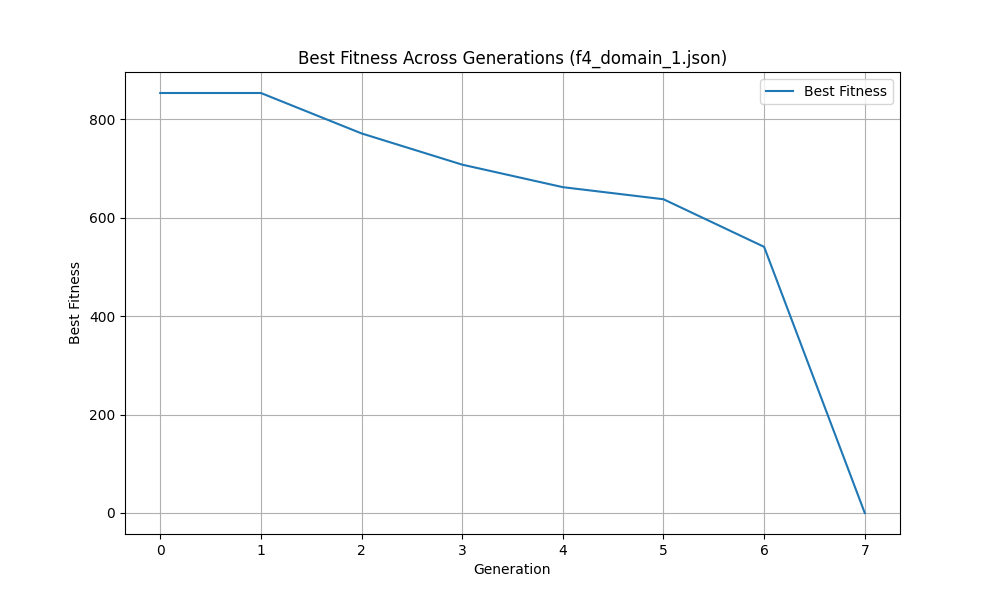 Best Fitness Across Generations (f4_domain_1.json)
Best Fitness
800
600
400
200
0
Best Fitness
0 1 2 3 4 5 6 7
Generation